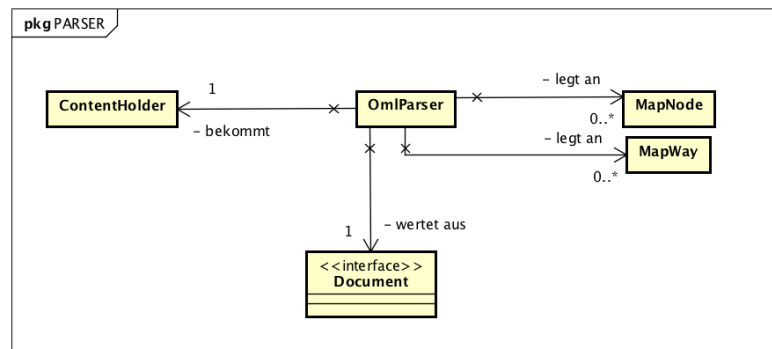 pkg PARSER
1
– legt an
ContentHolder
OmlParser
MapNode
– bekommt
0..*
– legt an
MapWay
0..*
1
– wertet aus
<<interface>>
Document